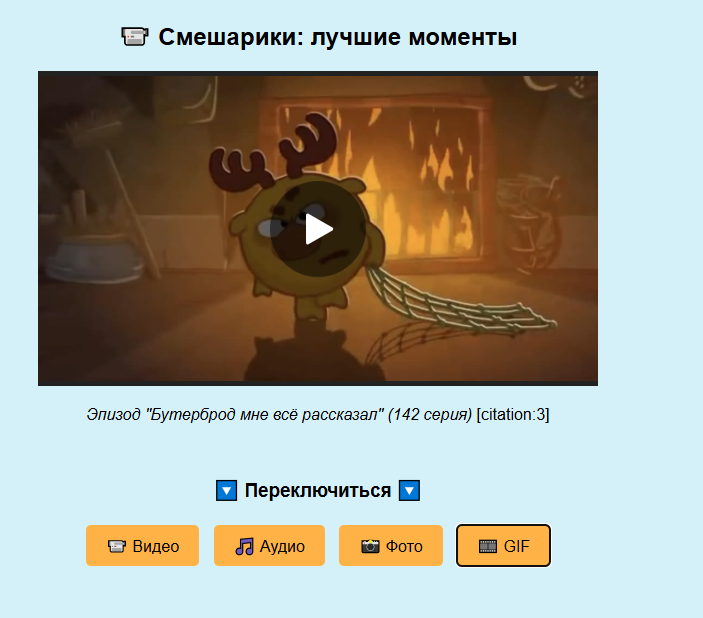 Смешарики: лучшие моменты
Эпизод "Бутерброд мне всё рассказал" (142 серия) [citation:3]
Переключиться
Видео
Аудио
Фото
GIF